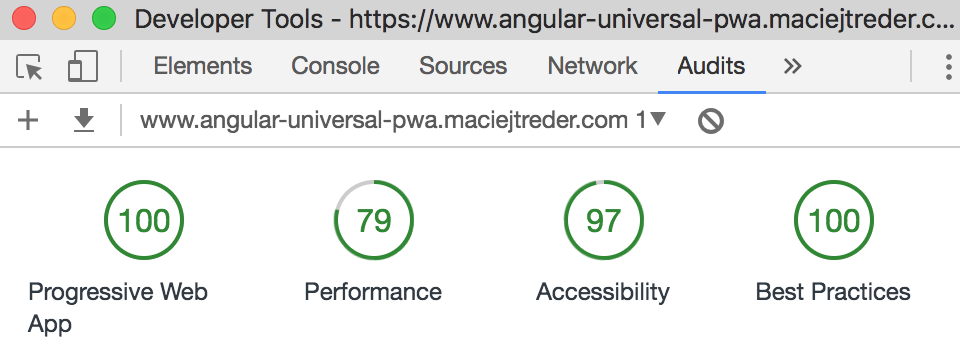 Developer Tools - https://www.angular-universal-pwa.maciejtreder.c...
Elements Console Sources Network Audits »
www.angular-universal-pwa.maciejtreder.com 1▼
100 79 97 100
Progressive Web App Performance Accessibility Best Practices